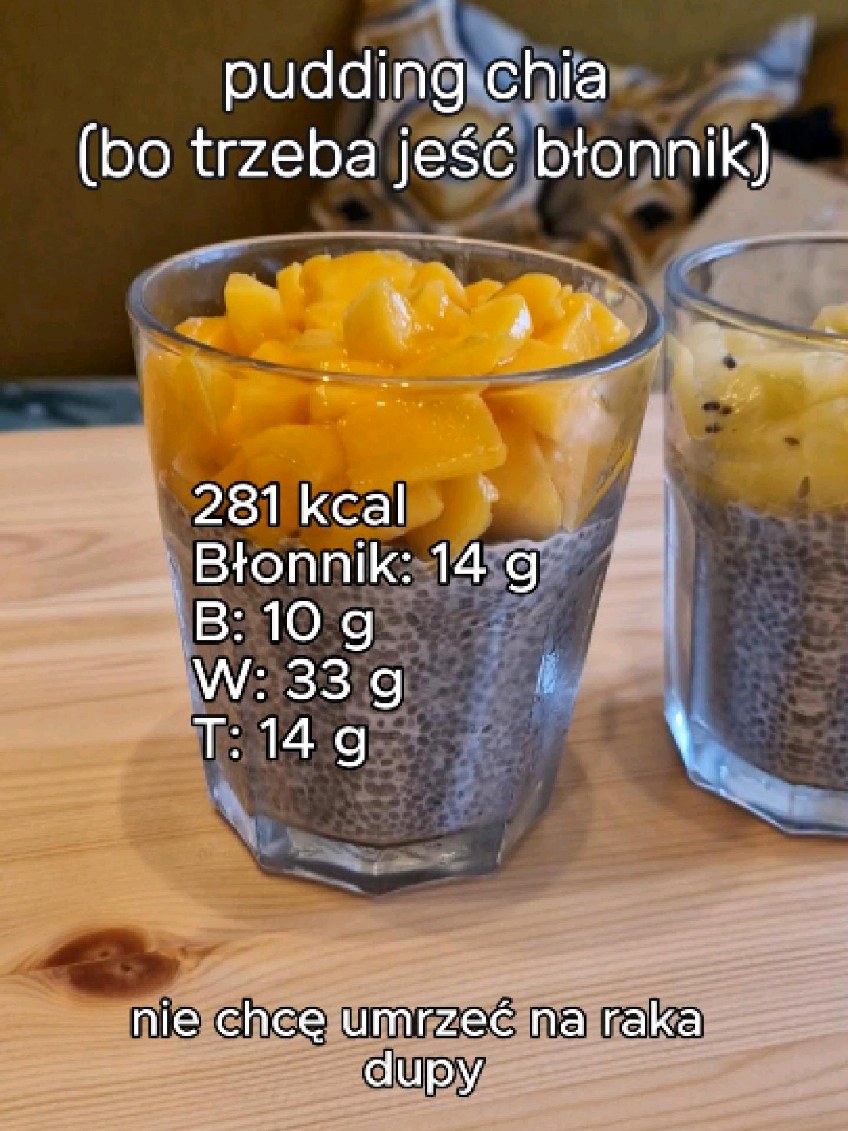 pudding chia
(bo trzeba jeść błonnik)
281 kcal
Błonnik: 14 g
B: 10 g
W: 33 g
T: 14 g
nie chcę umrzeć na raka
dupy